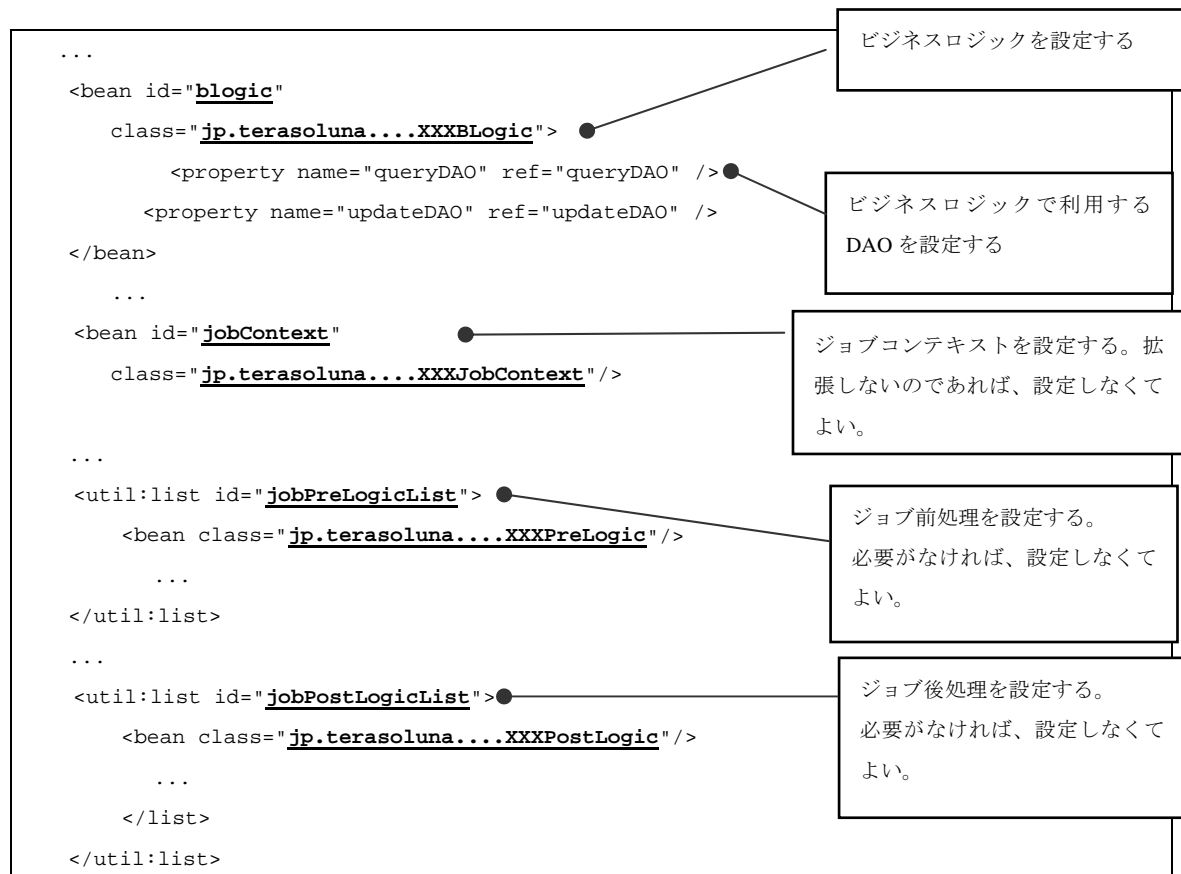 ビジネスロジックを設定する
...
<bean id="blogic"
class="jp.terasoluna....XXXBLogic">
<property name="queryDAO" ref="queryDAO" />
<property name="updateDAO" ref="updateDAO" />
ビジネスロジックで利用する
DAO を設定する
</bean>
...
<bean id="jobContext"
class="jp.terasoluna....XXXJobContext"/>
ジョブコンテキストを設定する。拡
張しないのであれば、設定しなくて
よい。
...
<util:list id="jobPreLogicList">
<bean class="jp.terasoluna....XXXPreLogic"/>
...
</util:list>
ジョブ前処理を設定する。
必要がなければ、設定しなくて
よい。
...
<util:list id="jobPostLogicList">
<bean class="jp.terasoluna....XXXPostLogic"/>
...
</list>
</util:list>
ジョブ後処理を設定する。
必要がなければ、設定しなくて
よい。